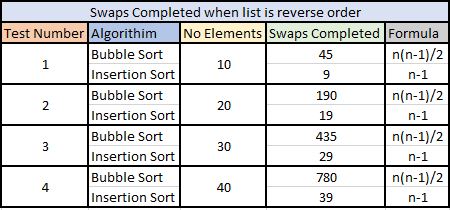 Swaps Completed when list is reverse order
Test Number Algorithim No Elements Swaps Completed Formula
1 Bubble Sort 10 45 n(n-1)/2
Insertion Sort 9 n-1
2 Bubble Sort 20 190 n(n-1)/2
Insertion Sort 19 n-1
3 Bubble Sort 30 435 n(n-1)/2
Insertion Sort 29 n-1
4 Bubble Sort 40 780 n(n-1)/2
Insertion Sort 39 n-1